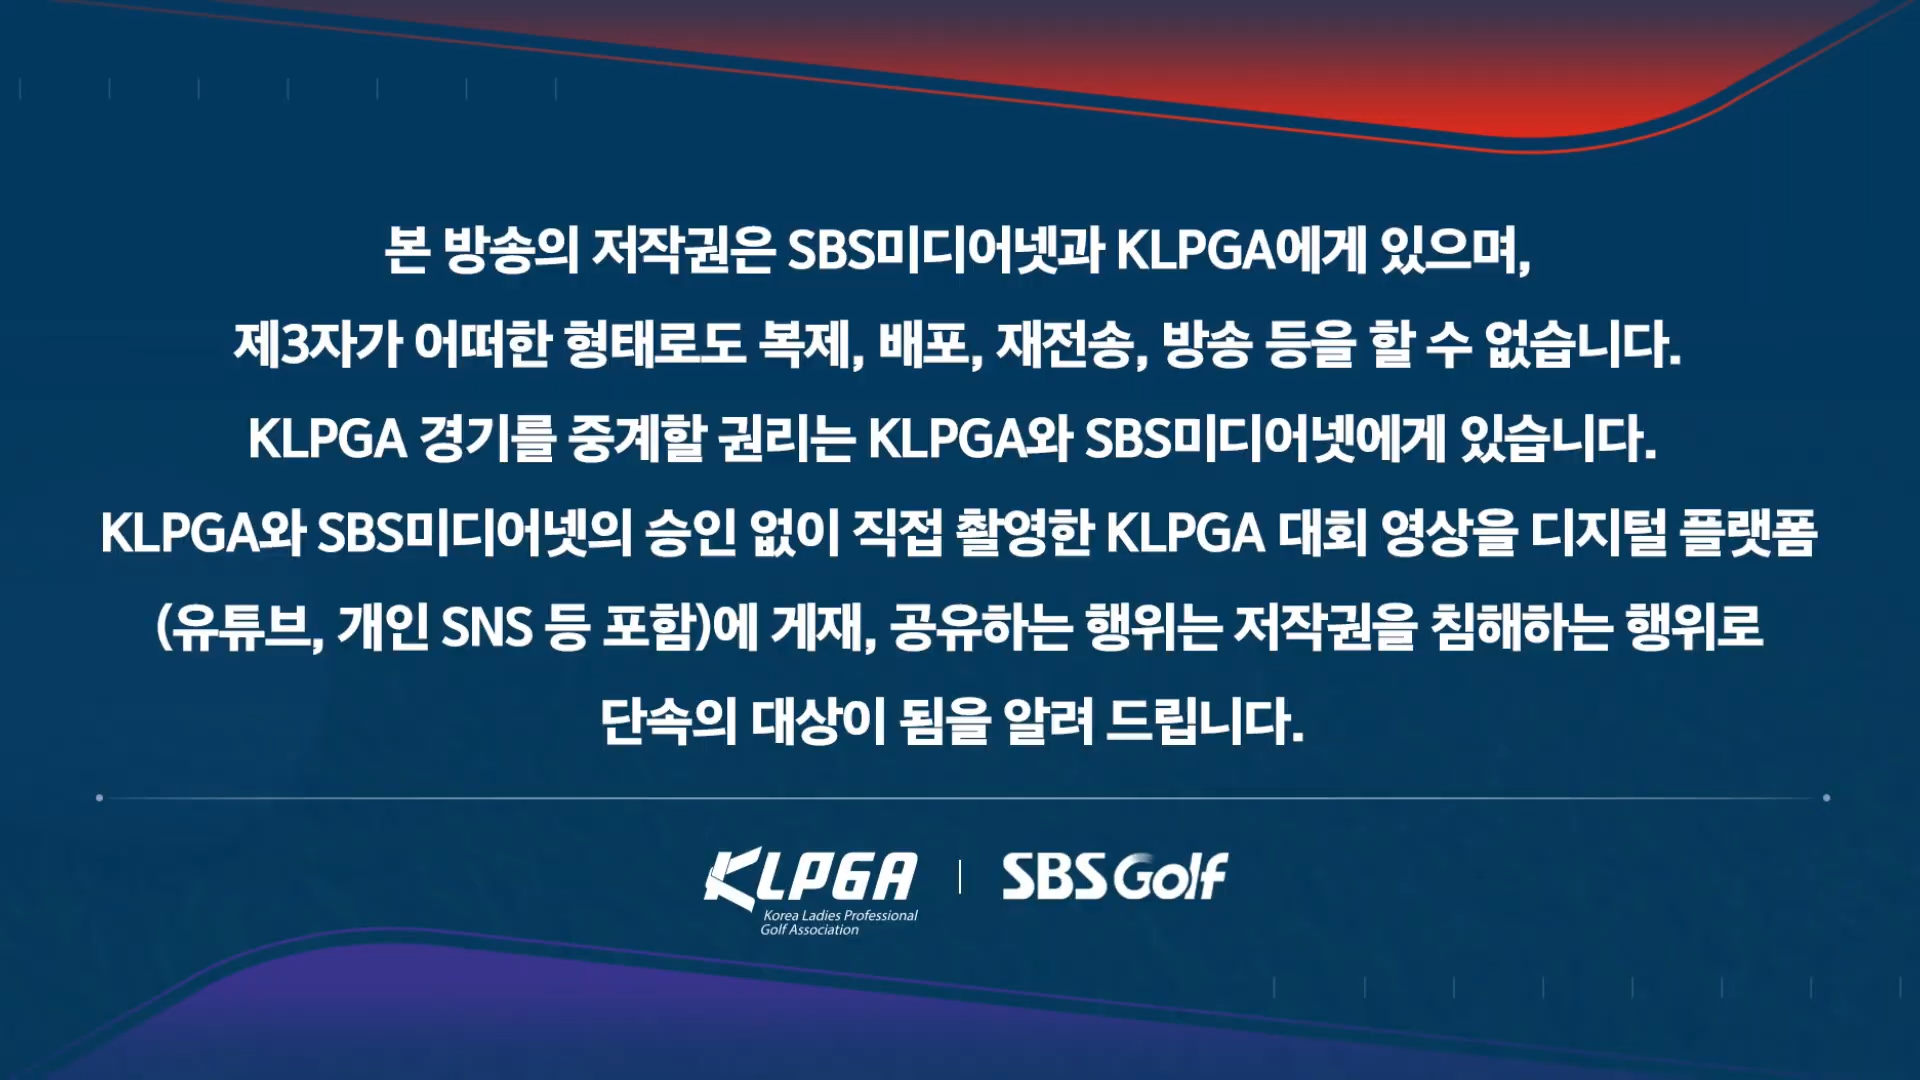 본 방송의 저작권은 SBS미디어넷과 KLPGA에게 있으며,
제3자가 어떠한 형태로도 복제, 배포, 재전송, 방송 등을 할 수 없습니다.
KLPGA 경기를 중계할 권리는 KLPGA와 SBS미디어넷에게 있습니다.
KLPGA와 SBS미디어넷의 승인 없이 직접 촬영한 KLPGA 대회 영상을 디지털 플랫폼
(유튜브, 개인 SNS 등 포함)에 게재, 공유하는 행위는 저작권을 침해하는 행위로
단속의 대상이 됨을 알려 드립니다.
KLPGA
Korea Ladies Professional
Golf Association
SBS Golf